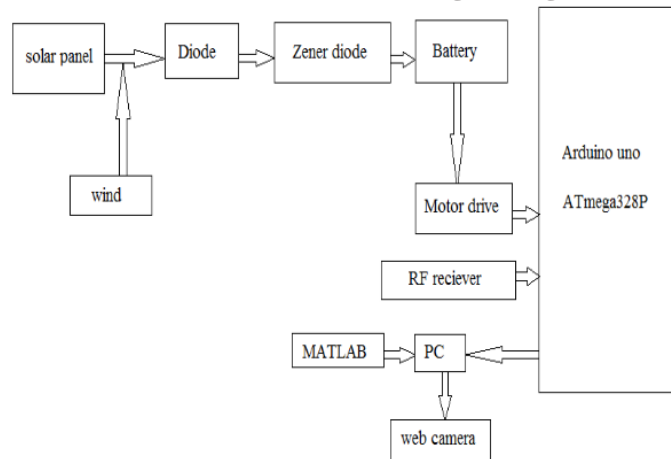 solar panel
Diode
Zener diode
Battery
wind
Arduino uno
ATmega328P
Motor drive
RF reciever
MATLAB
PC
web camera